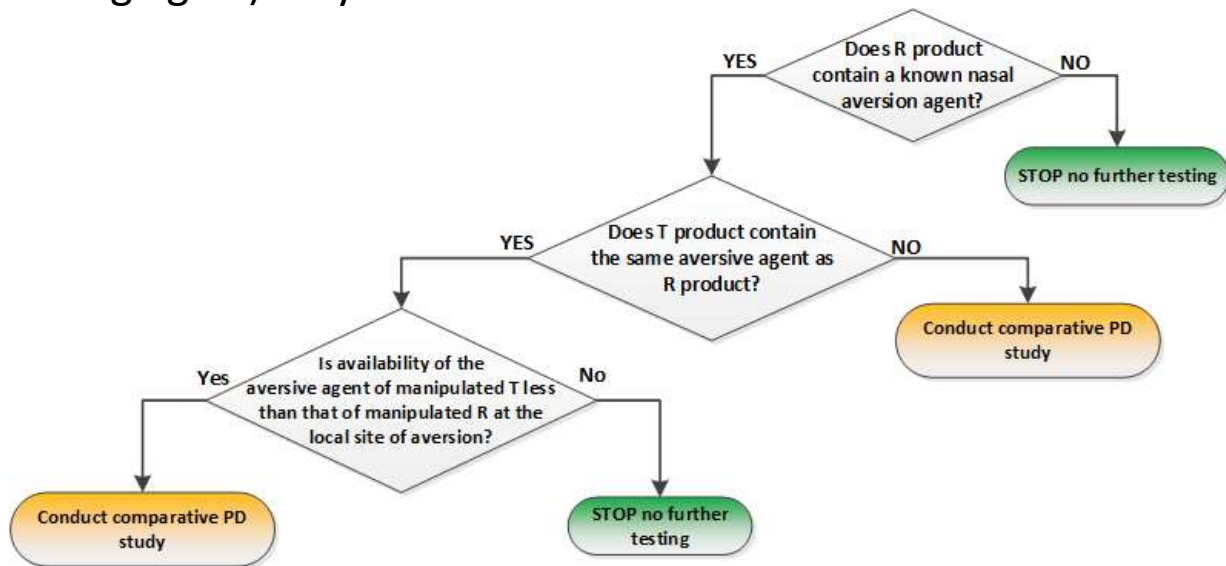 Does R product
contain a known nasal
aversion agent?
YES
NO
STOP no further testing
Does T product contain
the same aversive agent as
R product?
YES
NO
Conduct comparative PD
study
Is availability of the
aversive agent of manipulated T less
than that of manipulated R at the
local site of aversion?
Yes
No
Conduct comparative PD
study
STOP no further
testing